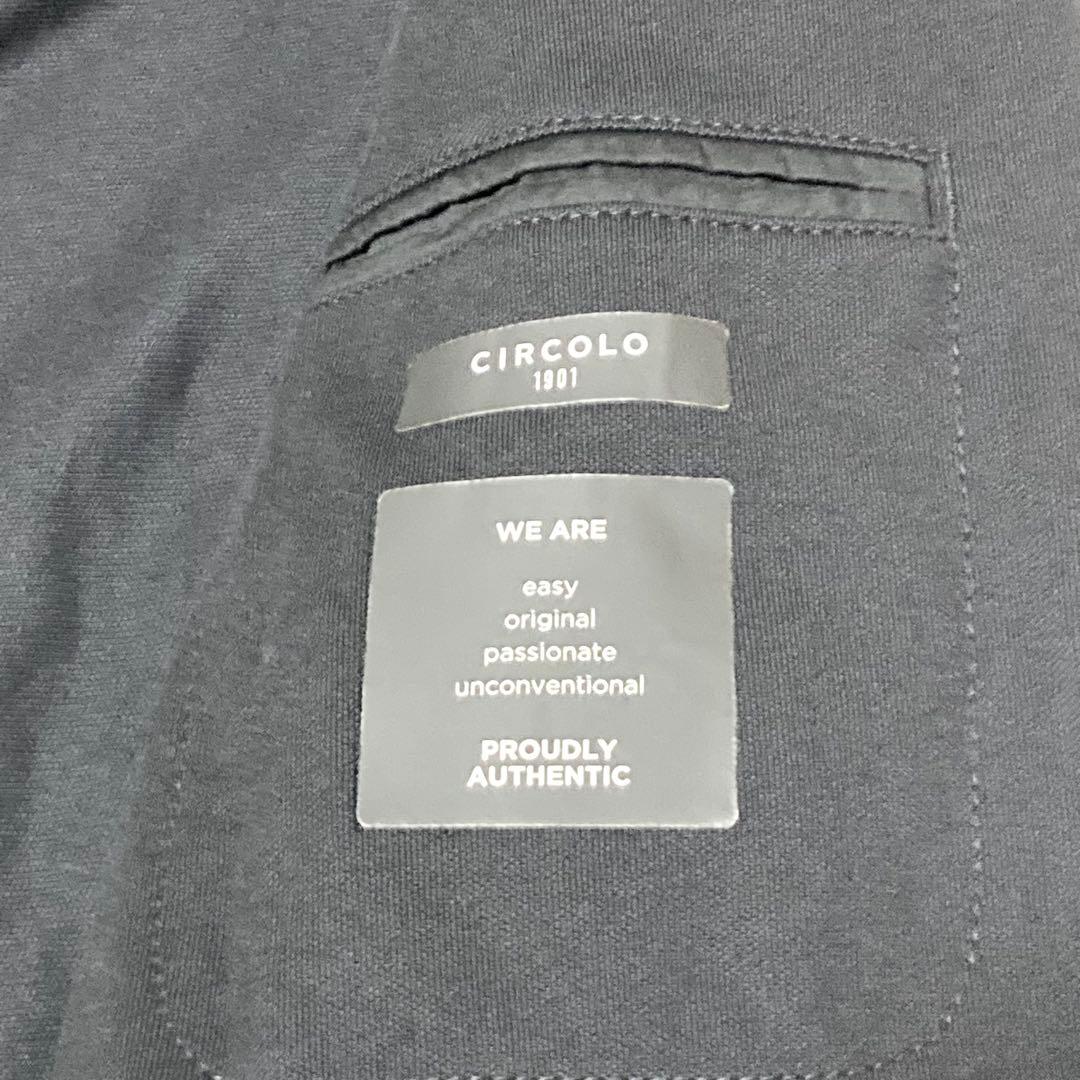 CIRCOLO
1901
WE ARE
easy
original
passionate
unconventional
PROUDLY
AUTHENTIC